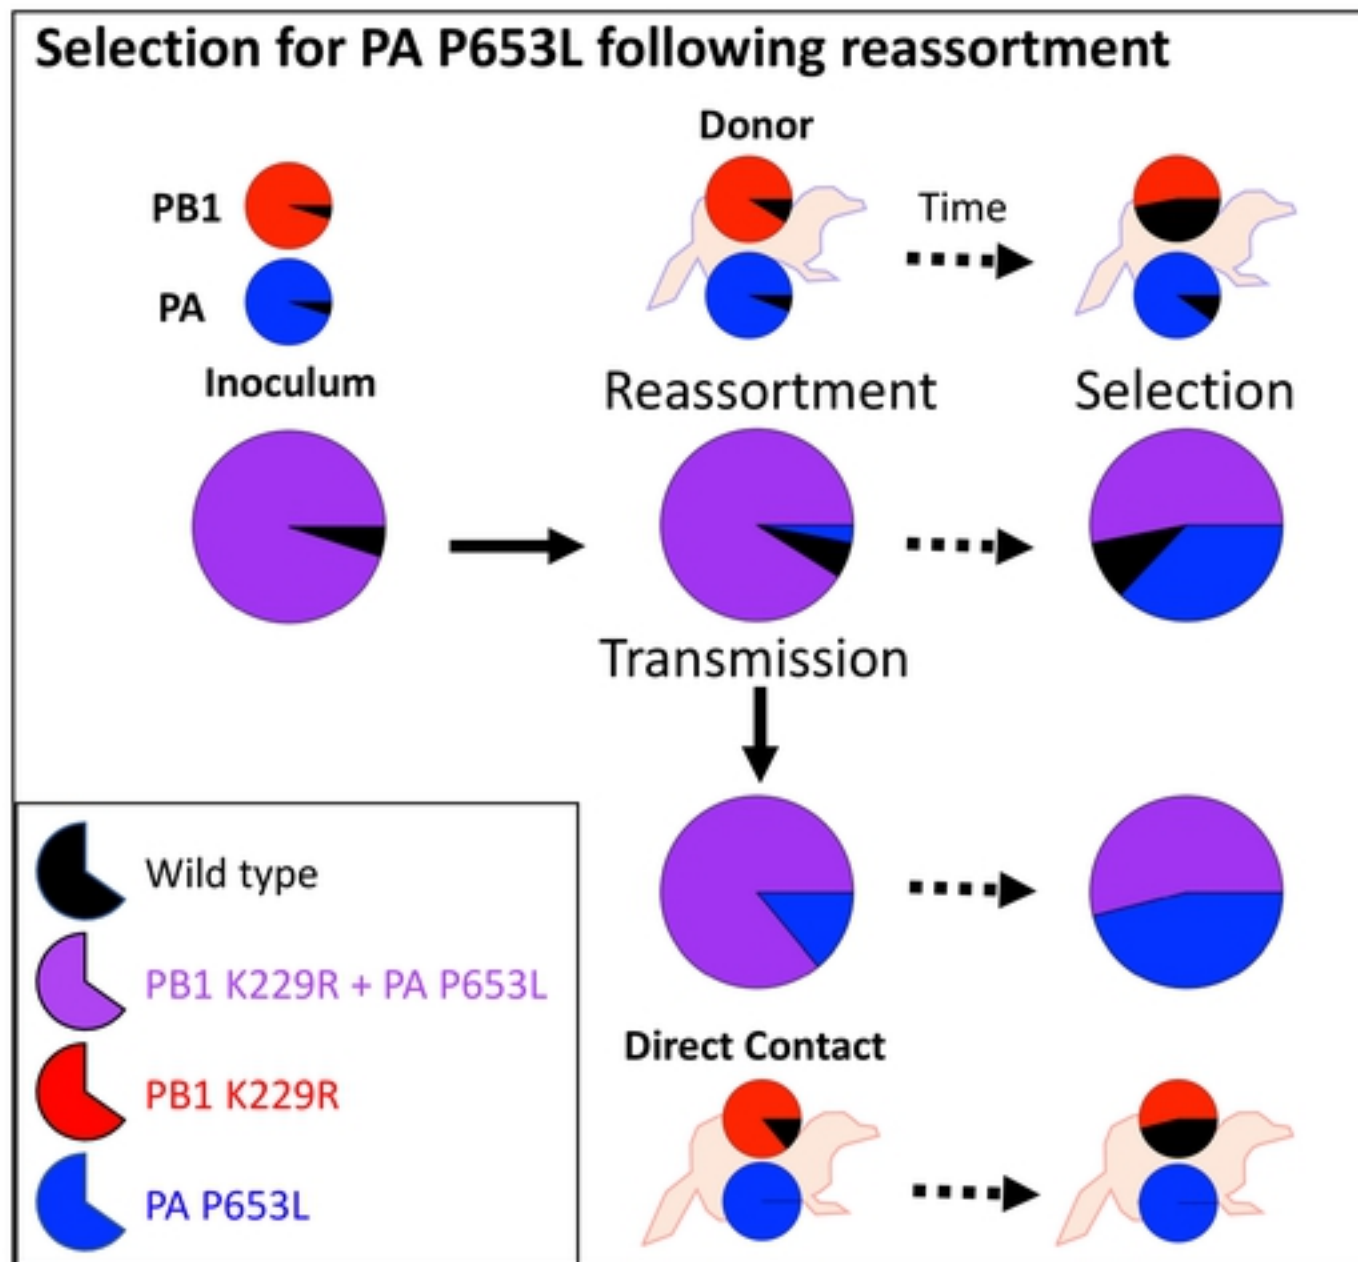 Selection for PA P653L following reassortment
Donor
PB1
Time
PA
Inoculum
Reassortment
Selection
Transmission
Wild type
PB1 K229R + PA P653L
PB1 K229R
PA P653L
Direct Contact